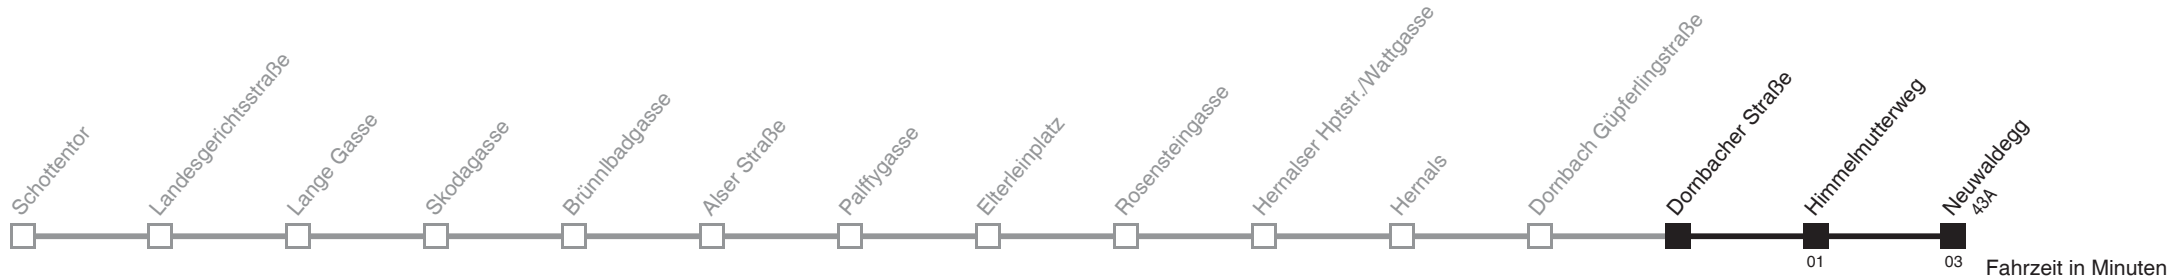 Schottentor
Landesgerichtsstraße
Lange Gasse
Skodagasse
Brünnlbadgasse
Alser Straße
Palffygasse
Elterleinplatz
Rosensteingasse
Hernalser Hptstr./Wattgasse
Hernals
Dornbach Güpferlingstraße
Dornbacher Straße
Himmelmutterweg
Neuwaldegg
43A
01
03
Fahrzeit in Minuten